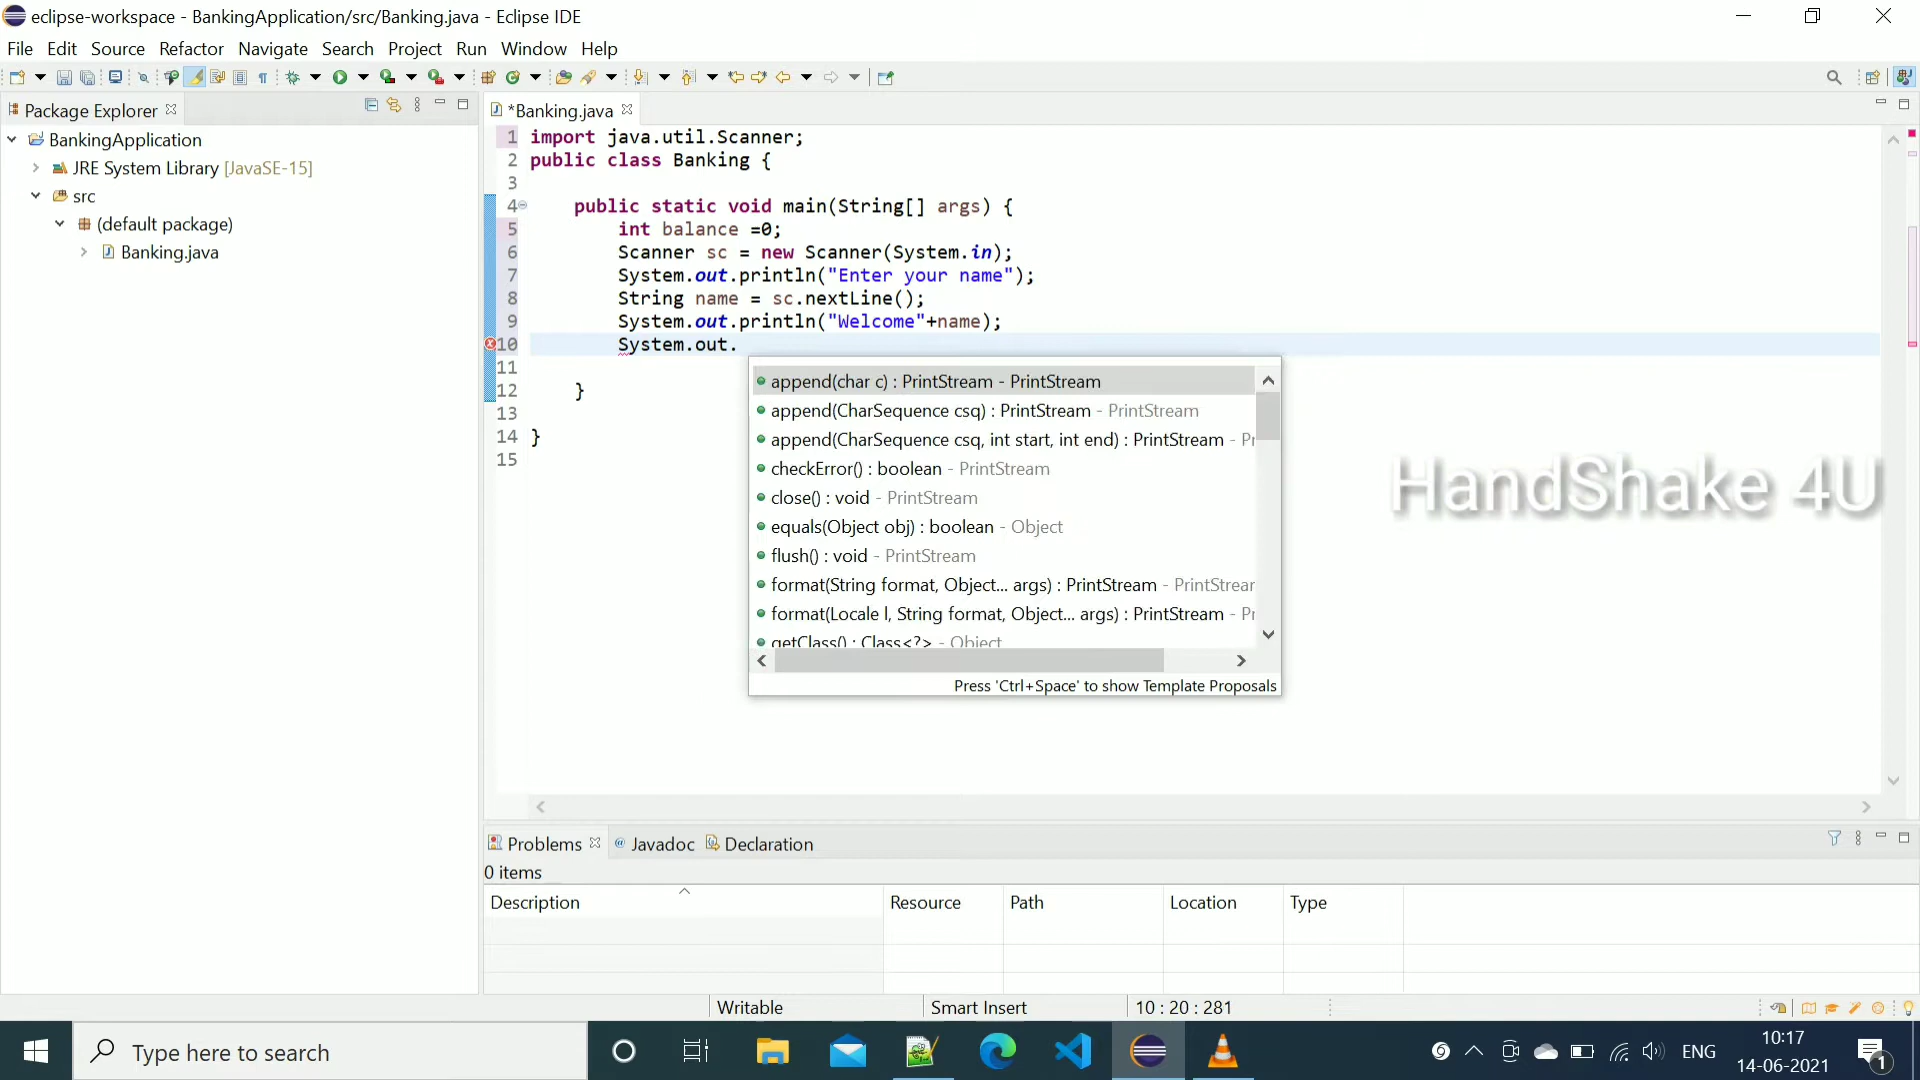 eclipse-workspace - BankingApplication/src/Banking.java - Eclipse IDE
File Edit Source Refactor Navigate Search Project Run Window Help
Package Explorer
*Banking.java
BankingApplication
JRE System Library [JavaSE-15]
src
(default package)
Banking.java
1 import java.util.Scanner;
2 public class Banking {
3
4 public static void main(String[] args) {
5 int balance =0;
6 Scanner sc = new Scanner(System.in);
7 System.out.println("Enter your name");
8 String name = sc.nextLine();
9 System.out.println("Welcome"+name);
10 System.out.
11
12 }
13
14 }
15
append(char c) : PrintStream - PrintStream
append(CharSequence csq) : PrintStream - PrintStream
append(CharSequence csq, int start, int end) : PrintStream - Pr
checkError() : boolean - PrintStream
close() : void - PrintStream
equals(Object obj) : boolean - Object
flush() : void - PrintStream
format(String format, Object... args) : PrintStream - PrintStrear
format(Locale l, String format, Object... args) : PrintStream - Pr
getClass() : Class<?> - Object
Press 'Ctrl+Space' to show Template Proposals
HandShake 4U
Problems @ Javadoc Declaration
0 items
Description Resource Path Location Type
Writable Smart Insert 10 : 20 : 281
Type here to search
ENG
10:17
14-06-2021
1